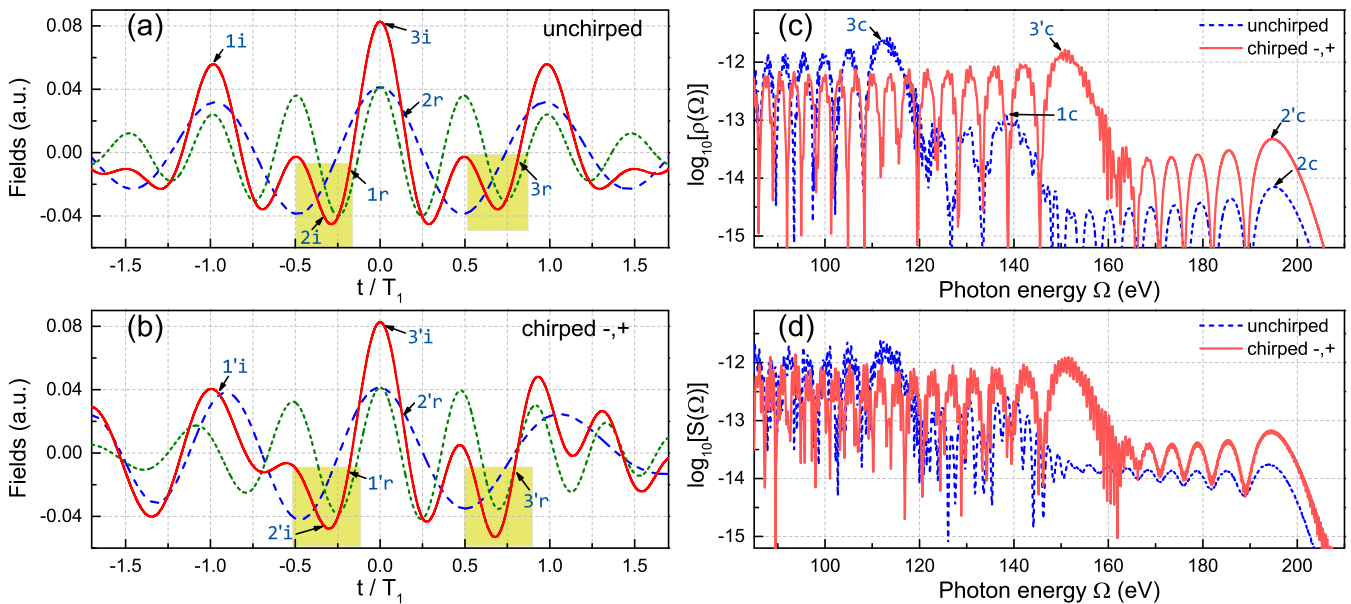 (a)
unchirped
1i
3i
2r
1r
2i
3r
0.08
0.04
0.00
-0.04
Fields (a.u.)
-1.5 -1.0 -0.5 0.0 0.5 1.0 1.5
t / T1
(b)
chirped -,+
1'i
3'i
2'r
1'r
2'i
3'r
0.08
0.04
0.00
-0.04
Fields (a.u.)
-1.5 -1.0 -0.5 0.0 0.5 1.0 1.5
t / T1
(c)
3c
3'c
1c
2'c
2c
unchirped
chirped -,+
-12
-13
-14
-15
log10[ρ(Ω)]
100 120 140 160 180 200
Photon energy Ω (eV)
(d)
unchirped
chirped -,+
-12
-13
-14
-15
log10[S(Ω)]
100 120 140 160 180 200
Photon energy Ω (eV)